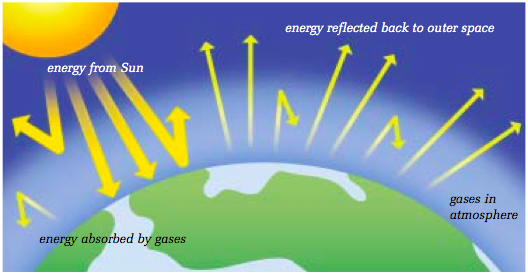 energy reflected back to outer space
energy from Sun
gases in
atmosphere
energy absorbed by gases